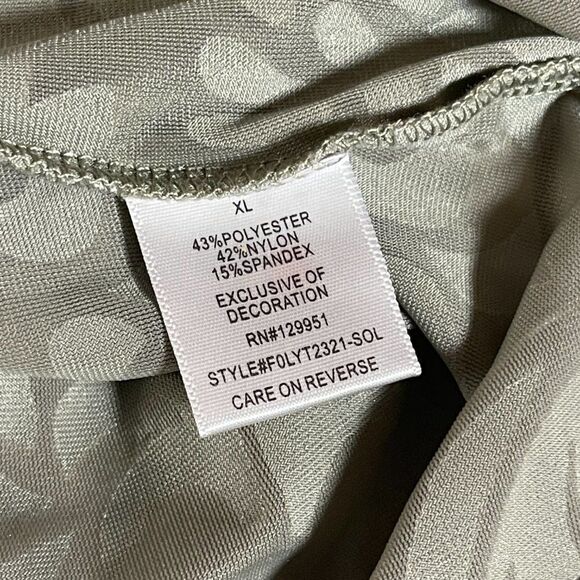 XL
43%POLYESTER
42%NYLON
15%SPANDEX
EXCLUSIVE OF
DECORATION
RN#129951
STYLE#F0LYT2321-SOL
CARE ON REVERSE